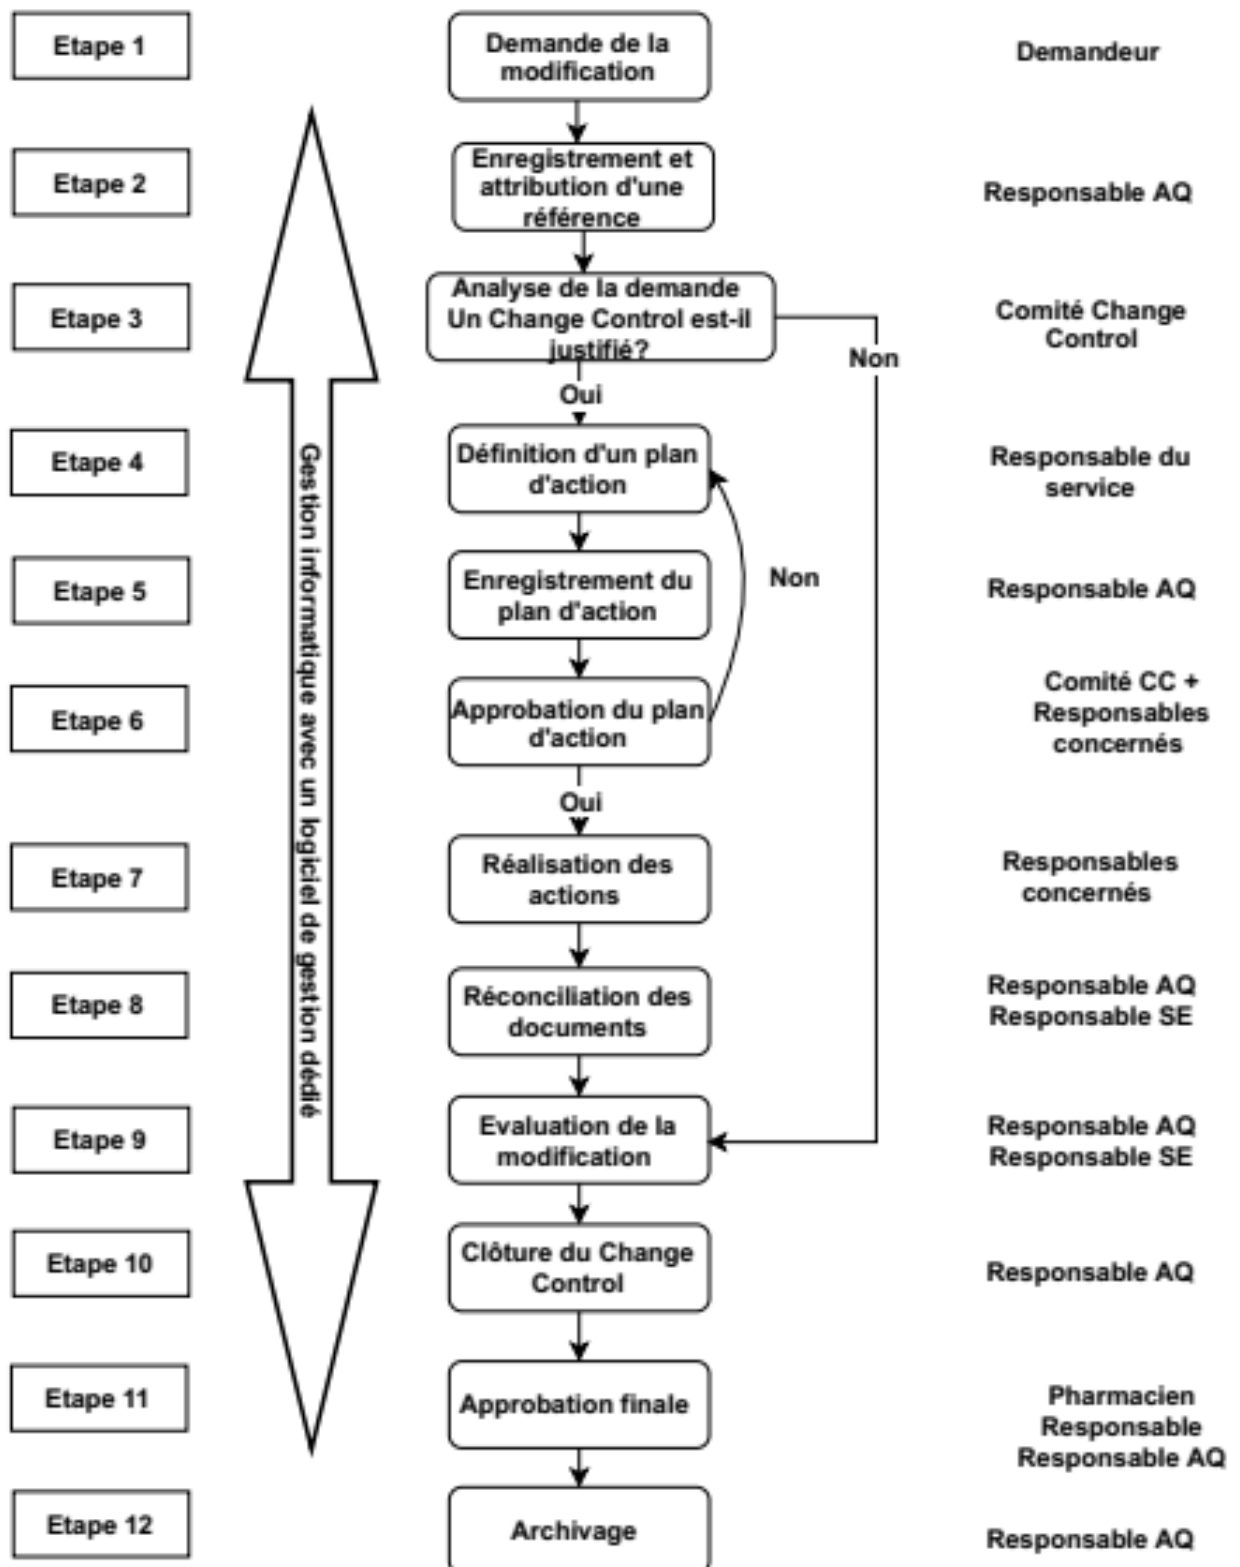 Etape 1
Demande de la
modification
Demandeur
Etape 2
Enregistrement et
attribution d'une
référence
Responsable AQ
Etape 3
Analyse de la demande
Un Change Control est-il
justifié?
Comité Change
Control
Non
Oui
Etape 4
Définition d'un plan
d'action
Responsable du
service
Gestion informatique avec un logiciel de gestion dédié
Etape 5
Enregistrement du
plan d'action
Non
Responsable AQ
Etape 6
Approbation du plan
d'action
Comité CC +
Responsables
concernés
Oui
Etape 7
Réalisation des
actions
Responsables
concernés
Etape 8
Réconciliation des
documents
Responsable AQ
Responsable SE
Etape 9
Evaluation de la
modification
Responsable AQ
Responsable SE
Etape 10
Clôture du Change
Control
Responsable AQ
Etape 11
Approbation finale
Pharmacien
Responsable
Responsable AQ
Etape 12
Archivage
Responsable AQ